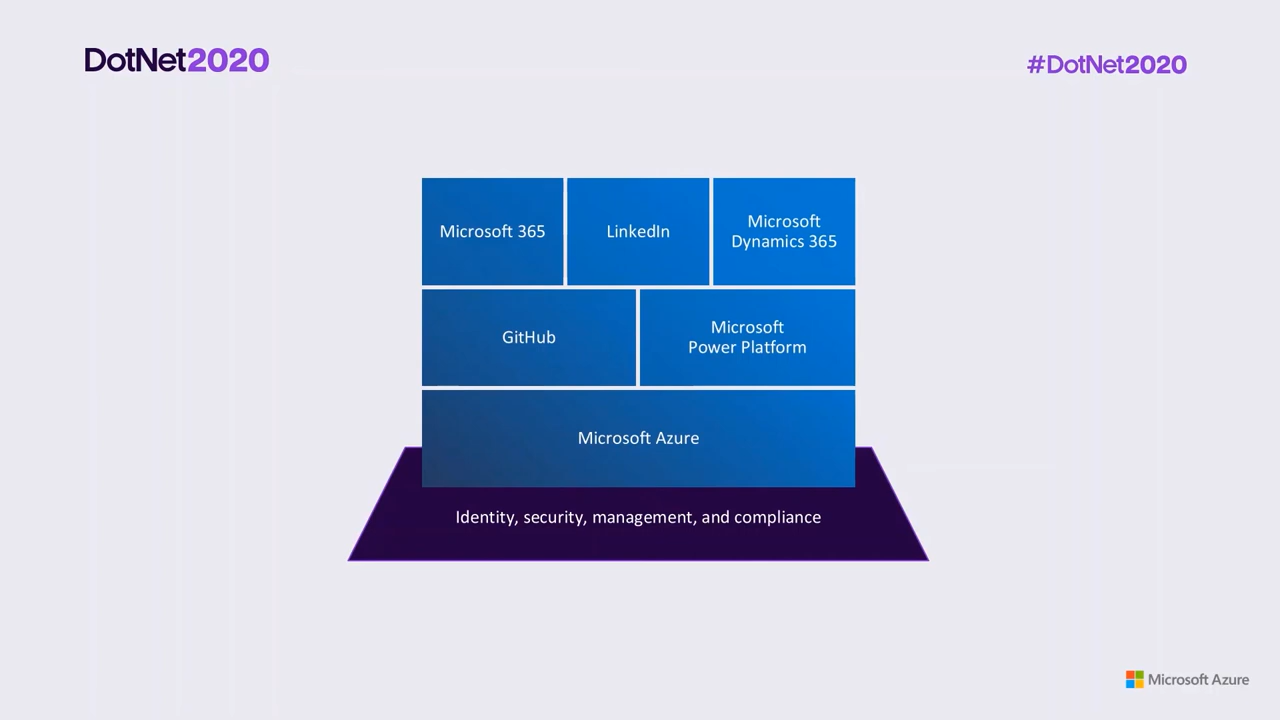 DotNet2020
#DotNet2020
Microsoft 365
LinkedIn
Microsoft
Dynamics 365
GitHub
Microsoft
Power Platform
Microsoft Azure
Identity, security, management, and compliance
Microsoft Azure